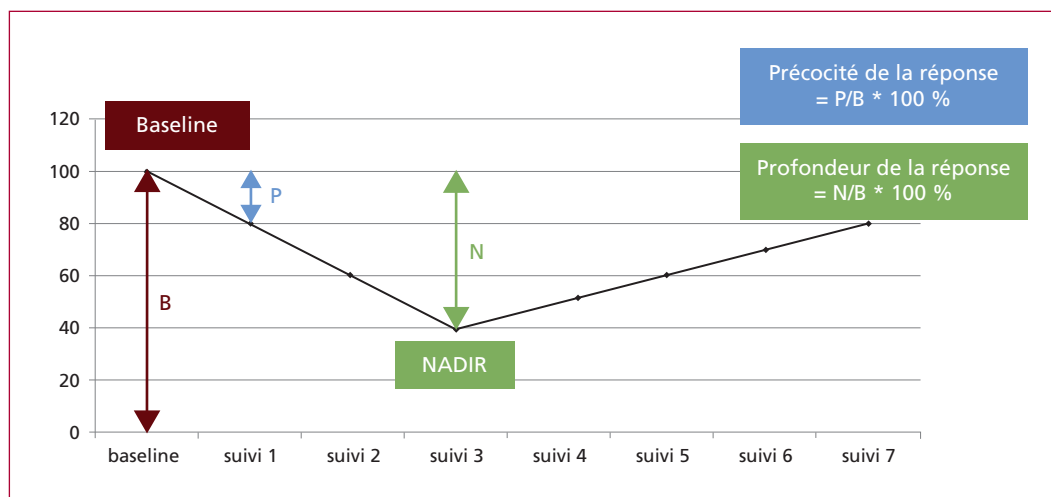 Précocité de la réponse
= P/B * 100 %
120
Baseline
100
Profondeur de la réponse
= N/B * 100 %
P
80
N
60
B
40
NADIR
20
0
baseline suivi 1 suivi 2 suivi 3 suivi 4 suivi 5 suivi 6 suivi 7